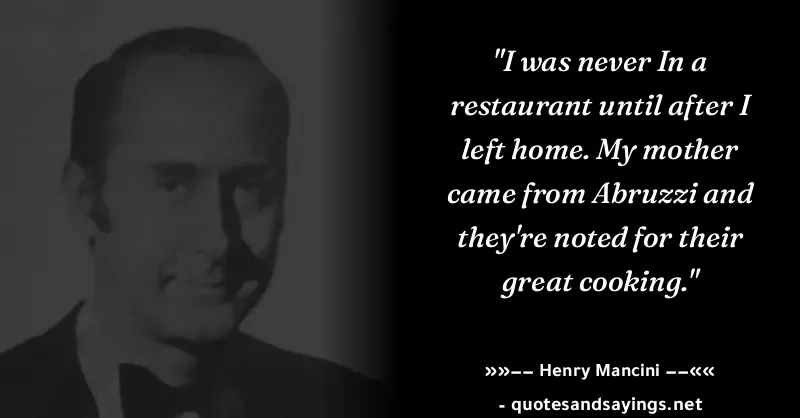 "I was never In a
restaurant until after I
left home. My mother
came from Abruzzi and
they're noted for their
great cooking."
»»–– Henry Mancini ––««
- quotesandsayings.net